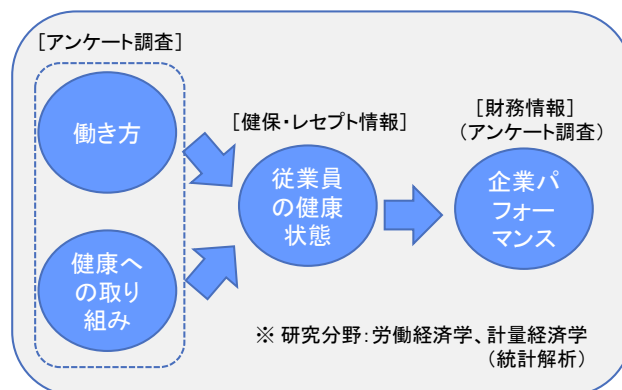 [アンケート調査]
働き方
健康へ
の取り
組み
[健保・レセプト情報]
従業員
の健康
状態
[財務情報]
(アンケート調査)
企業パ
フォー
マンス
※ 研究分野：労働経済学、計量経済学
(統計解析)